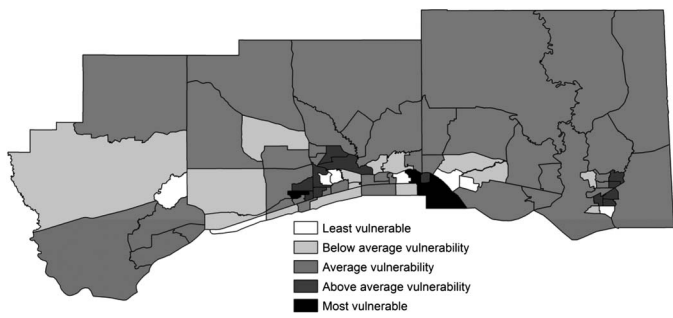 Least vulnerable
Below average vulnerability
Average vulnerability
Above average vulnerability
Most vulnerable